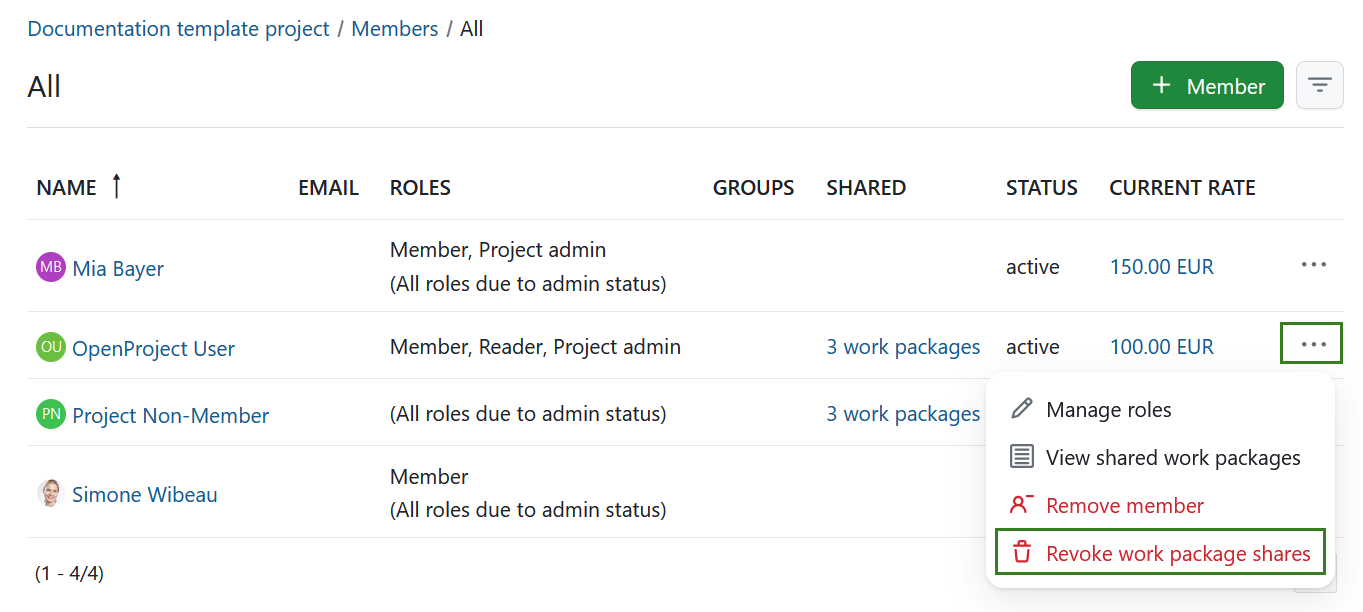 Documentation template project / Members / All
All
+ Member
NAME ↑ EMAIL ROLES GROUPS SHARED STATUS CURRENT RATE
Member, Project admin
MB Mia Bayer active 150.00 EUR ...
(All roles due to admin status)
OU OpenProject User Member, Reader, Project admin 3 work packages active 100.00 EUR ...
PN Project Non-Member (All roles due to admin status) 3 work packages
Member
Simone Wibeau
(All roles due to admin status)
(1 - 4/4)
Manage roles
View shared work packages
Remove member
Revoke work package shares